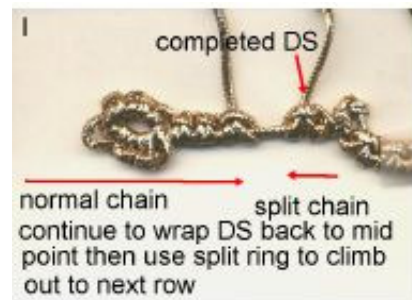 I
completed DS
normal chain
split chain
continue to wrap DS back to mid
point then use split ring to climb
out to next row